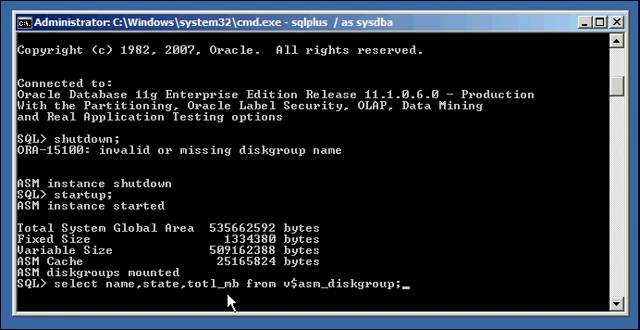 Administrator: C:\Windows\system32\cmd.exe - sqlplus / as sysdba
Copyright (c) 1982, 2007, Oracle.  All rights reserved.
Connected to:
Oracle Database 11g Enterprise Edition Release 11.1.0.6.0 - Production
With the Partitioning, Oracle Label Security, OLAP, Data Mining
and Real Application Testing options
SQL> shutdown;
ORA-15100: invalid or missing diskgroup name
ASM instance shutdown
SQL> startup;
ASM instance started
Total System Global Area  535662592 bytes
Fixed Size                  1334380 bytes
Variable Size             509162388 bytes
ASM Cache                  25165824 bytes
ASM diskgroups mounted
SQL> select name,state,totl_mb from v$asm_diskgroup;